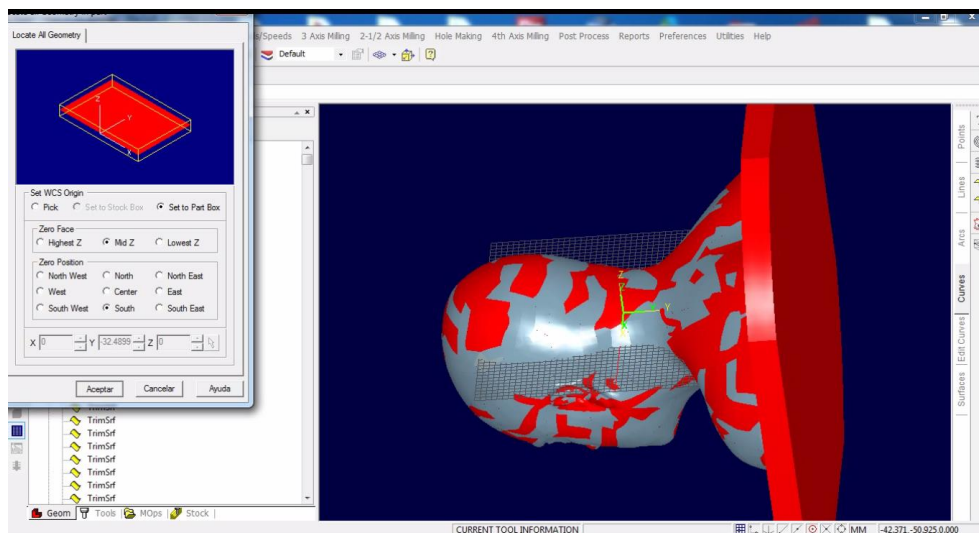 Locate All Geometry
s/Speeds 3 Axis Milling 2-1/2 Axis Milling Hole Making 4th Axis Milling Post Process Reports Preferences Utilities Help
Default
Z
Y
X
Set WCS Origin
Pick Set to Stock Box Set to Part Box
Zero Face
Highest Z Mid Z Lowest Z
Zero Position
North West North North East
West Center East
South West South South East
X 0 Y -32.4899 Z 0
Aceptar Cancelar Ayuda
TrimSrf
TrimSrf
TrimSrf
TrimSrf
TrimSrf
TrimSrf
TrimSrf
Geom Tools MOps Stock
Z
Y
X
Points
Lines
Arcs
Curves
Edit Curves
Surfaces
CURRENT TOOL INFORMATION
MM -42.371,-50.925,0.000